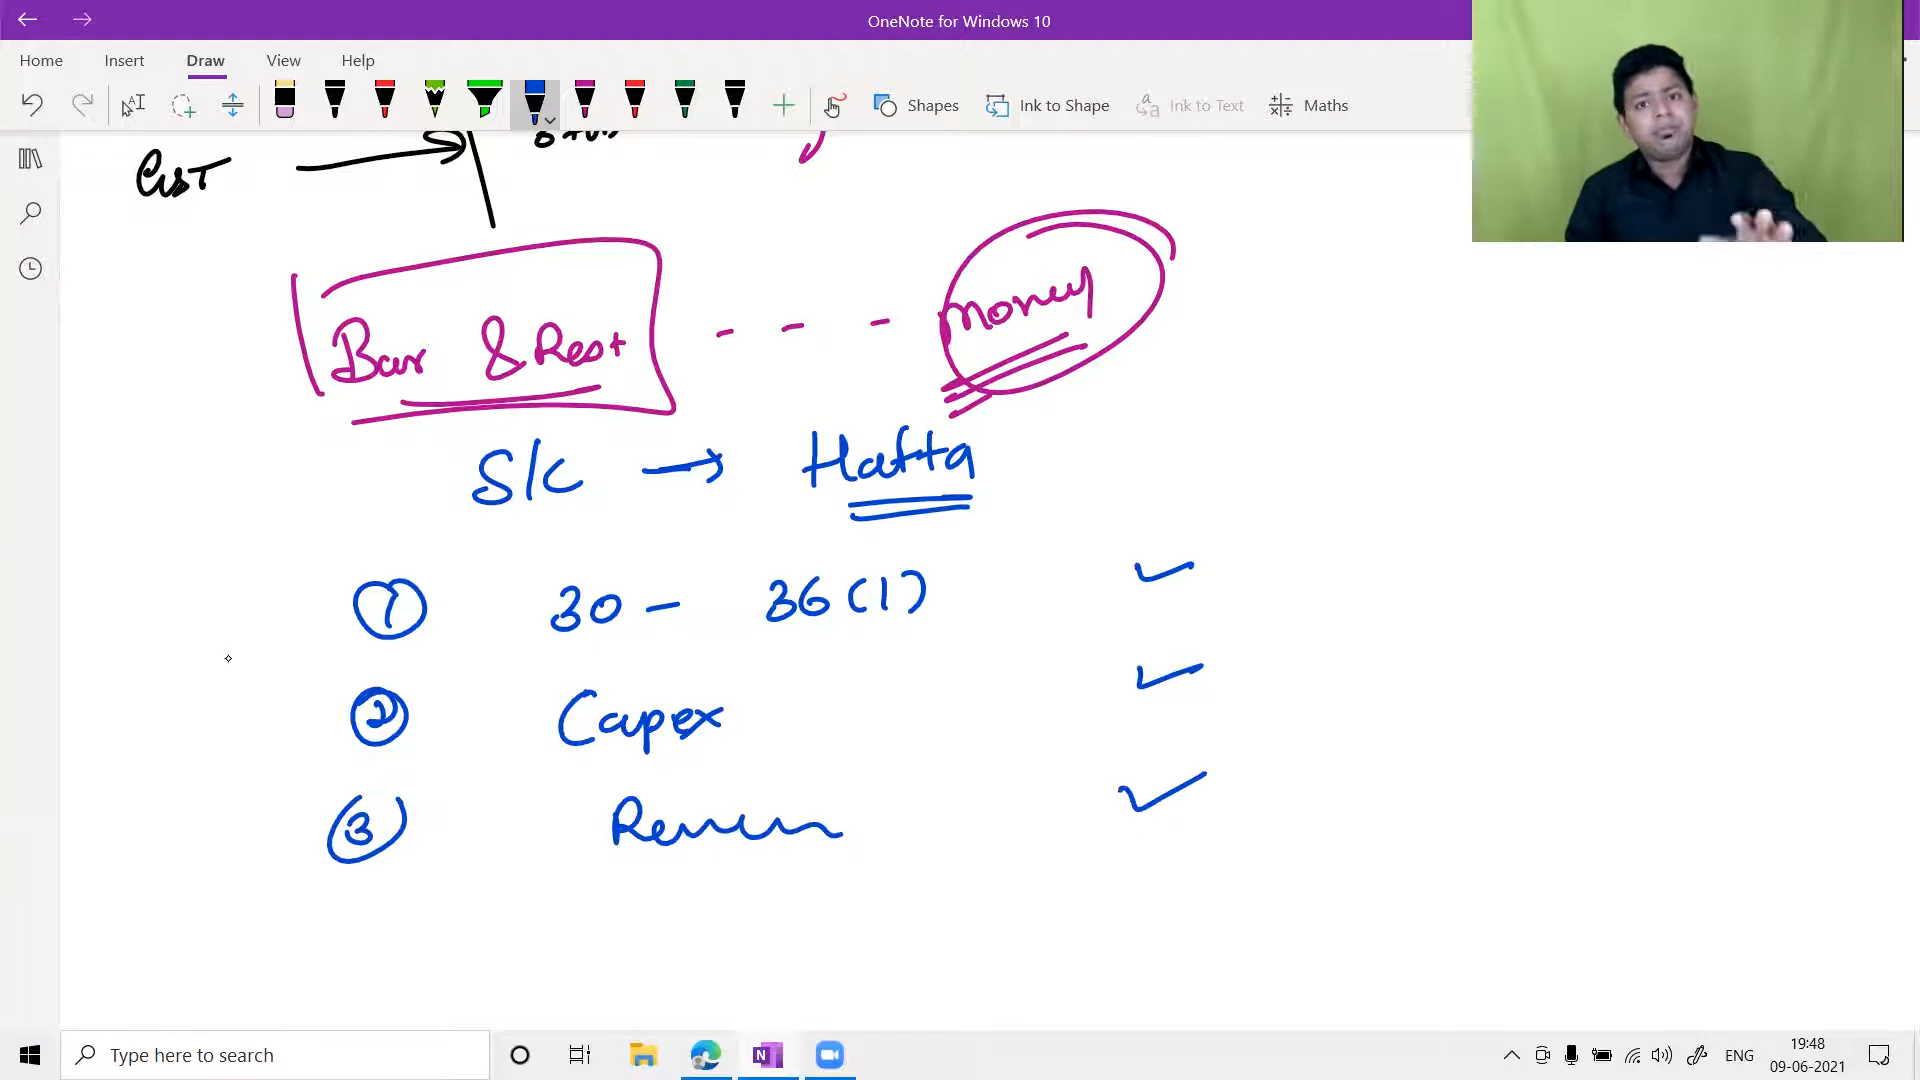 OneNote for Windows 10
Home Insert Draw View Help
Shapes Ink to Shape Ink to Text Maths
Cust
Bar & Rest - - - money
S/C → Hafta
1 30 - 36(1) ✓
2 Capex ✓
3 ✓
Type here to search
ENG
19:48
09-06-2021